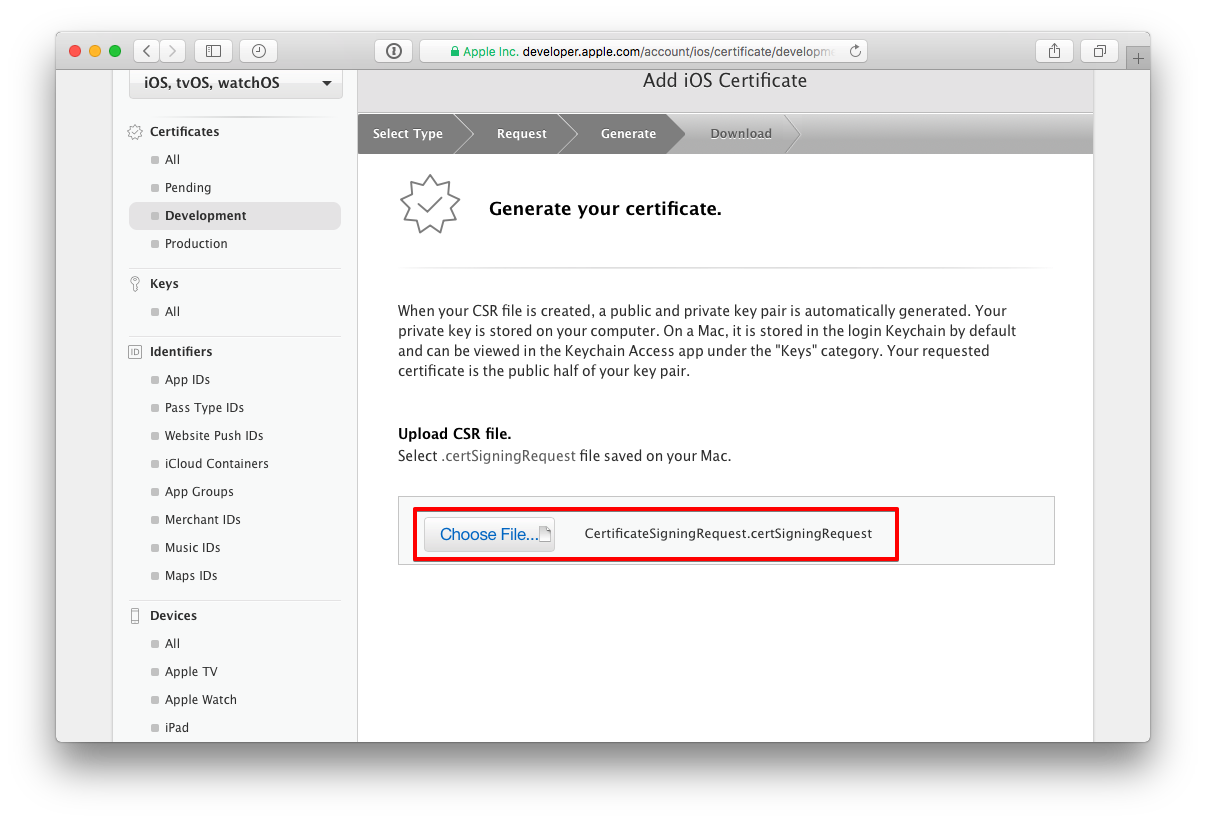 Apple Inc. developer.apple.com/account/ios/certificate/developm
iOS, tvOS, watchOS
Certificates
All
Pending
Development
Production
Keys
All
ID Identifiers
App IDs
Pass Type IDs
Website Push IDs
iCloud Containers
App Groups
Merchant IDs
Music IDs
Maps IDs
Devices
All
Apple TV
Apple Watch
iPad
Add iOS Certificate
Select Type Request Generate Download
Generate your certificate.
When your CSR file is created, a public and private key pair is automatically generated. Your
private key is stored on your computer. On a Mac, it is stored in the login Keychain by default
and can be viewed in the Keychain Access app under the "Keys" category. Your requested
certificate is the public half of your key pair.
Upload CSR file.
Select .certSigningRequest file saved on your Mac.
Choose File... CertificateSigningRequest.certSigningRequest